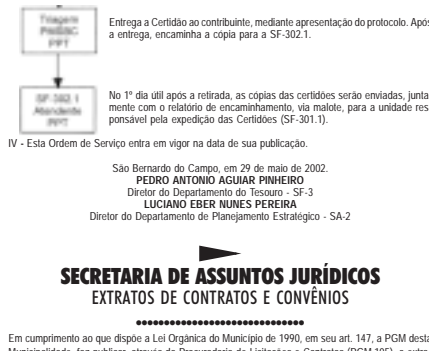 Triagem
PMSBC
PPT
Entrega a Certidão ao contribuinte, mediante apresentação do protocolo. Após
a entrega, encaminha a cópia para a SF-302.1.
SF-302.1
Atendente
PPT
No 1º dia útil após a retirada, as cópias das certidões serão enviadas, junta-
mente com o relatório de encaminhamento, via malote, para a unidade res-
ponsável pela expedição das Certidões (SF-301.1).
IV - Esta Ordem de Serviço entra em vigor na data de sua publicação.
São Bernardo do Campo, em 29 de maio de 2002.
PEDRO ANTONIO AGUIAR PINHEIRO
Diretor do Departamento do Tesouro - SF-3
LUCIANO EBER NUNES PEREIRA
Diretor do Departamento de Planejamento Estratégico - SA-2
SECRETARIA DE ASSUNTOS JURÍDICOS
EXTRATOS DE CONTRATOS E CONVÊNIOS
Em cumprimento ao que dispõe a Lei Orgânica do Município de 1990, em seu art. 147, a PGM desta
Municipalidade, faz publicar, através da Procuradoria de Licitações e Contratos (PGM-105), o extra